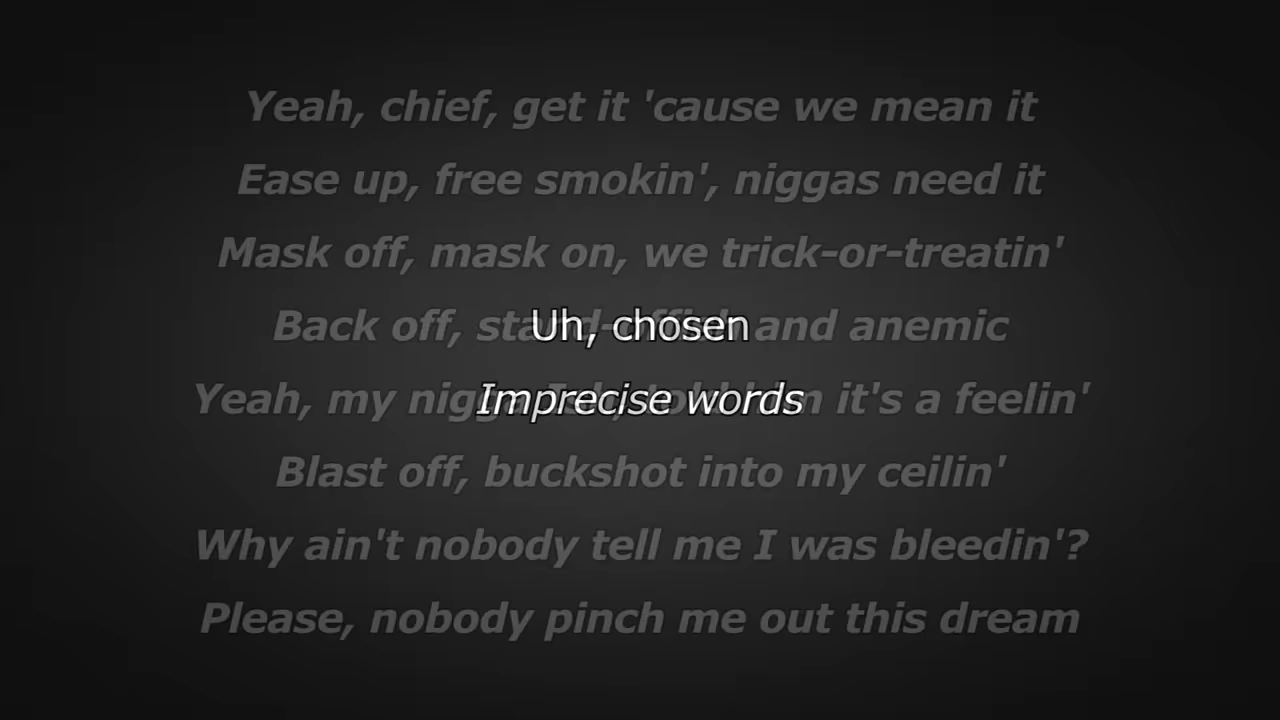 Yeah, chief, get it 'cause we mean it
Ease up, free smokin', niggas need it
Mask off, mask on, we trick-or-treatin'
Back off, and anemic
Uh, chosen
Yeah, my it's a feelin'
Imprecise words
Blast off, buckshot into my ceilin'
Why ain't nobody tell me I was bleedin'?
Please, nobody pinch me out this dream